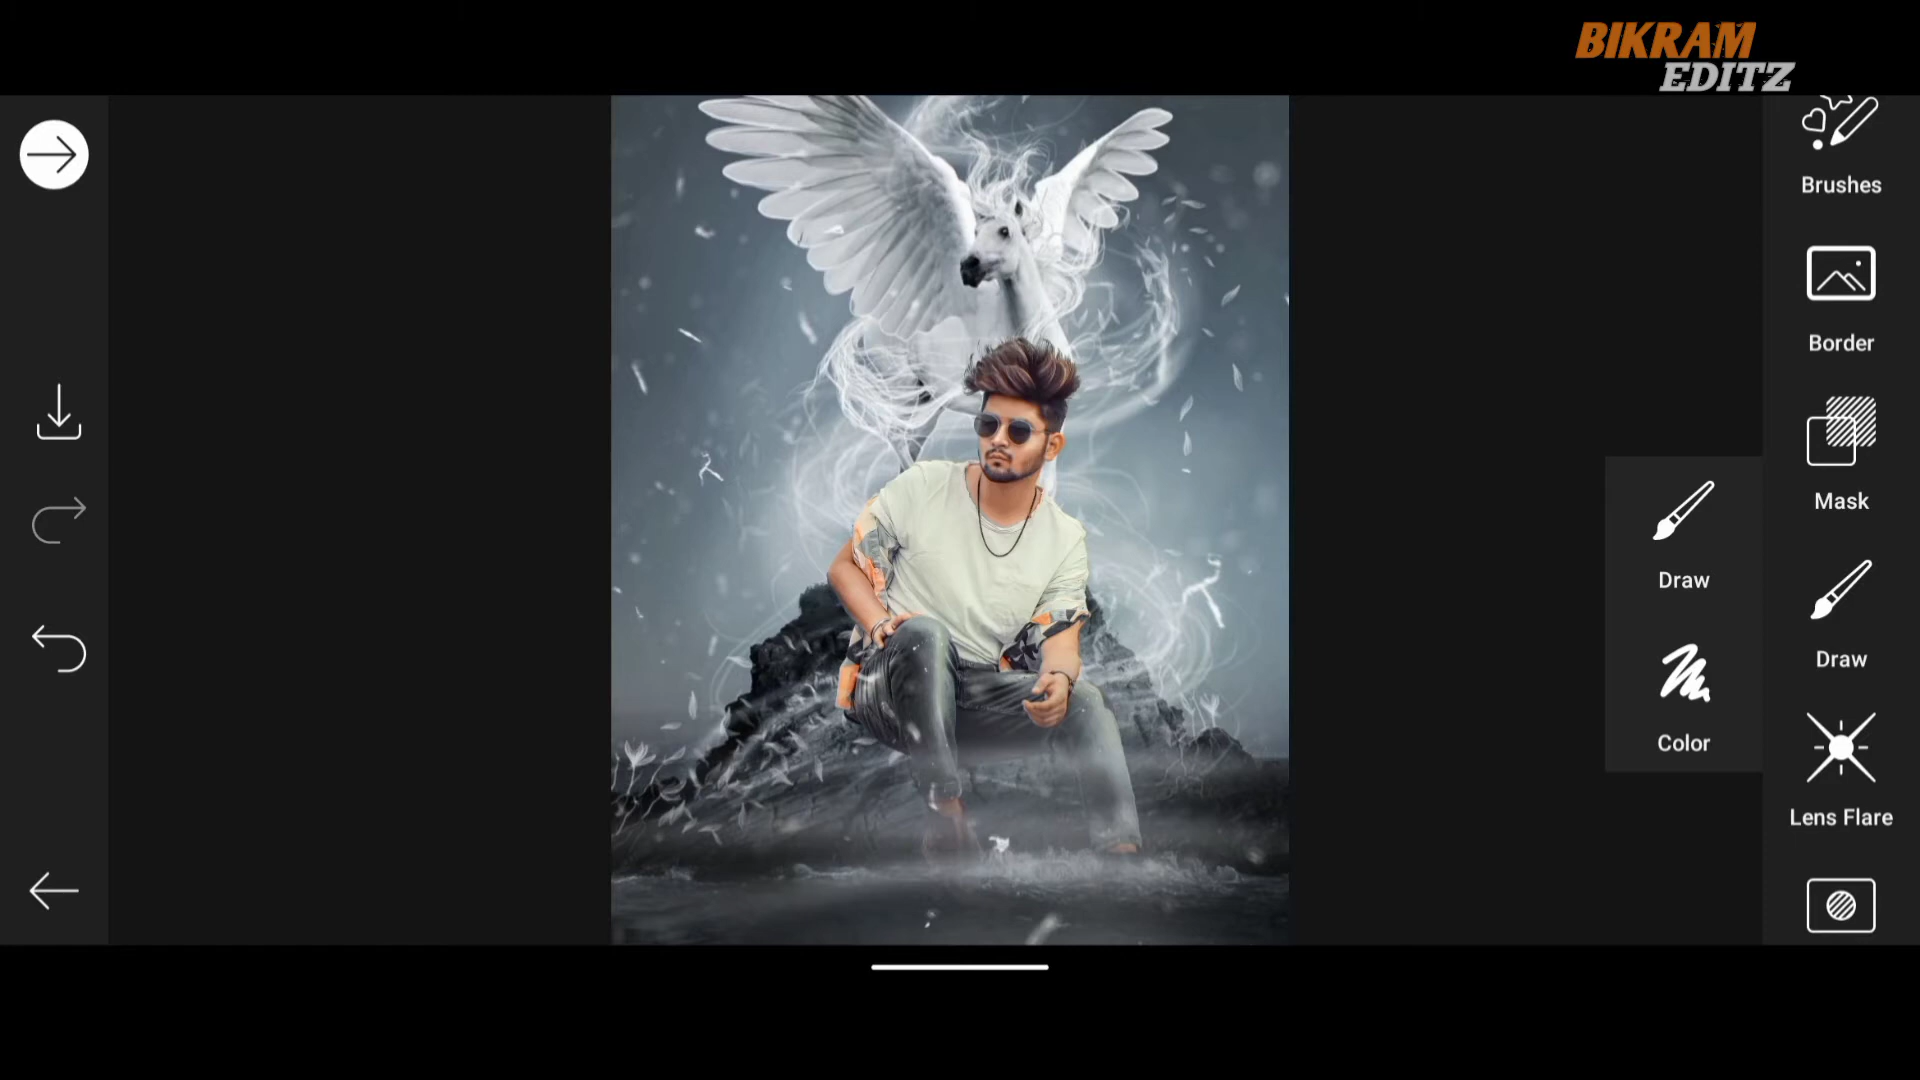 BIKRAM
EDITZ
Brushes
Border
Mask
Draw
Draw
Color
Lens Flare